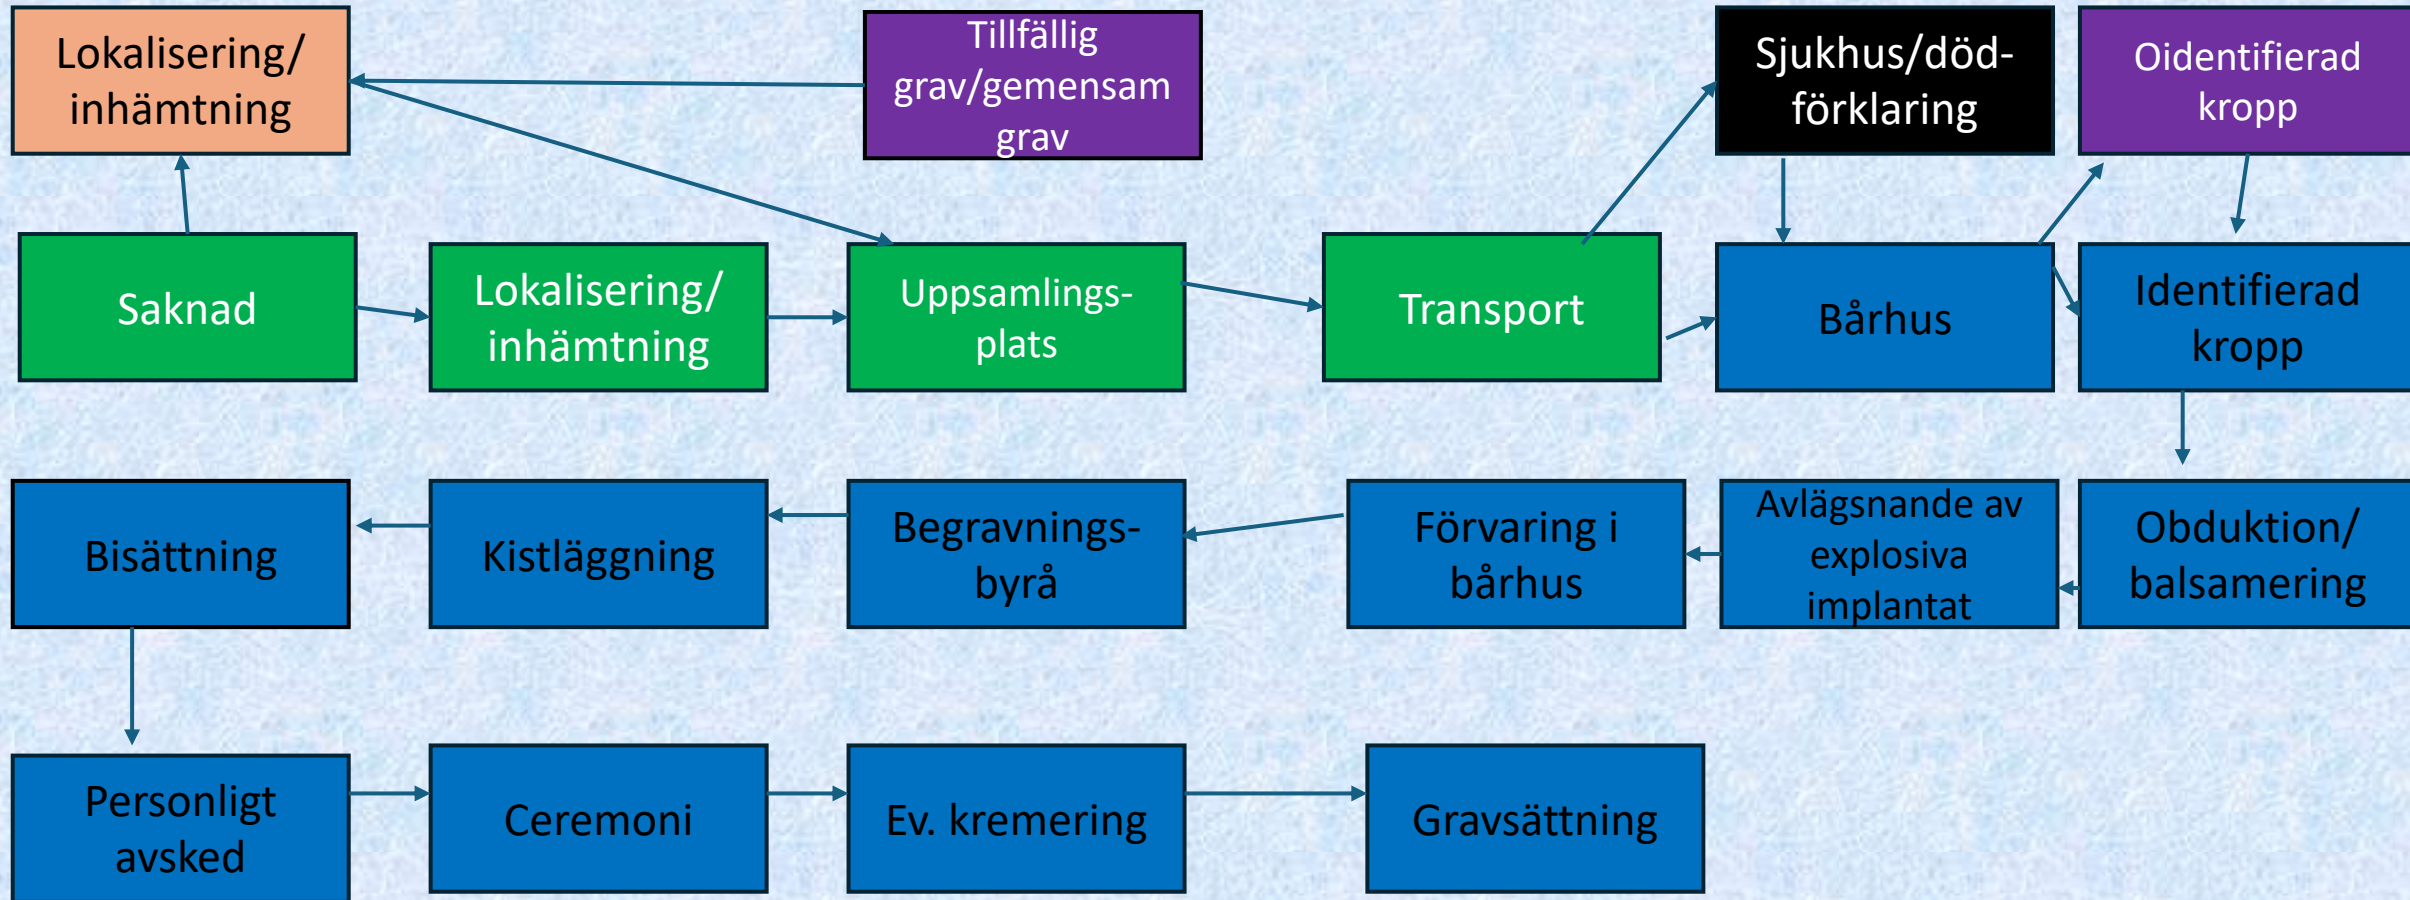 Lokalisering/
inhämtning
Tillfällig
grav/gemensam
grav
Sjukhus/död-
förklaring
Oidentifierad
kropp
Saknad
Lokalisering/
inhämtning
Uppsamlings-
plats
Transport
Bårhus
Identifierad
kropp
Bisättning
Kistläggning
Begravnings-
byrå
Förvaring i
bårhus
Avlägsnande av
explosiva
implantat
Obduktion/
balsamering
Personligt
avsked
Ceremoni
Ev. kremering
Gravsättning